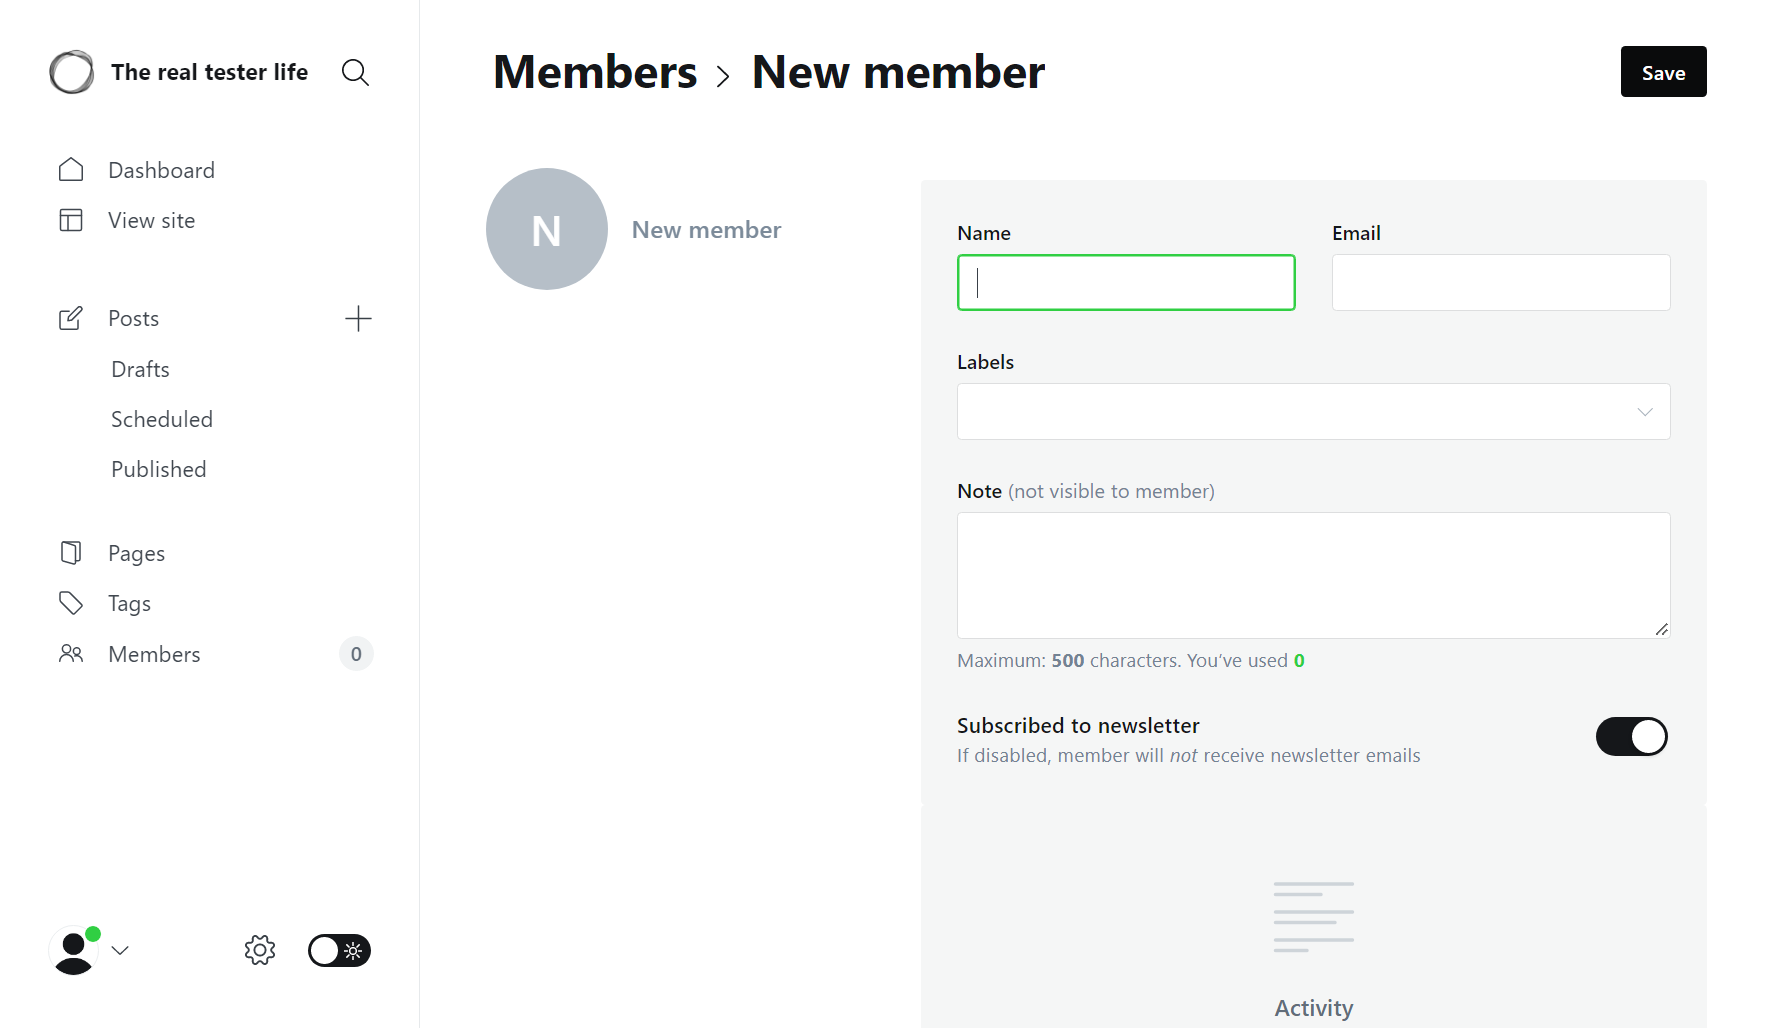 The real tester life
Dashboard
View site
Posts
Drafts
Scheduled
Published
Pages
Tags
Members
0
Members
New member
Save
N
New member
Name
Email
Labels
Note (not visible to member)
Maximum: 500 characters. You’ve used 0
Subscribed to newsletter
If disabled, member will not receive newsletter emails
Activity